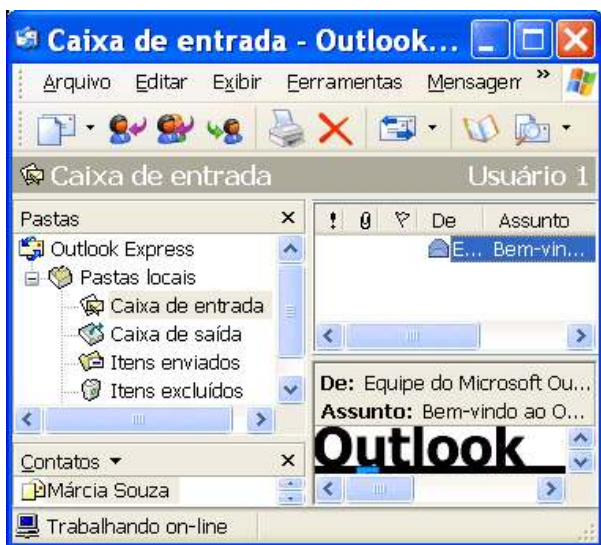 Caixa de entrada - Outlook...
Arquivo Editar Exibir Ferramentas Mensagem »
Caixa de entrada Usuário 1
Pastas
Outlook Express
Pastas locais
Caixa de entrada
Caixa de saída
Itens enviados
Itens excluídos
Contatos
Márcia Souza
! De Assunto
E... Bem-vin...
De: Equipe do Microsoft Ou...
Assunto: Bem-vindo ao O...
Outlook
Trabalhando on-line